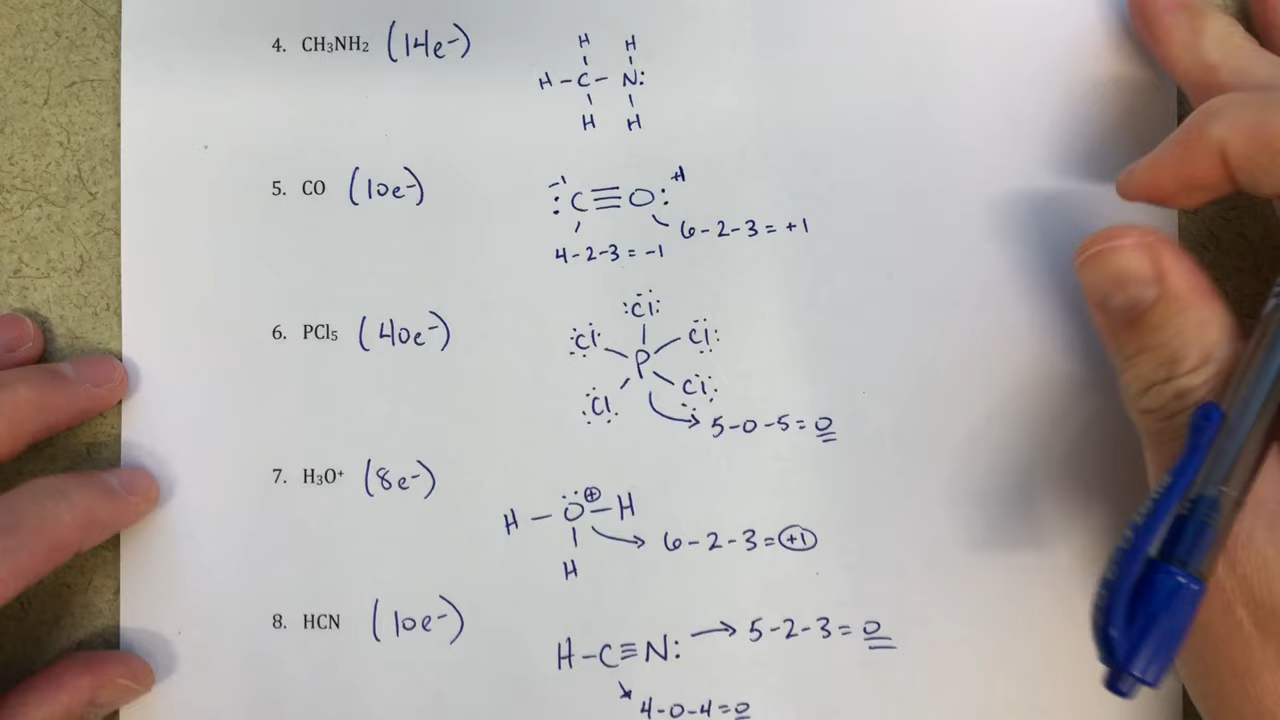 4. CH₃NH₂ (14e-)
H H
H-C-N:
H H
5. CO (10e-)
-1 +1
:C≡O:
6-2-3=+1
4-2-3=-1
6. PCl₅ (40e-)
:Cl:
Cl: Cl:
P
Cl Cl:
5-0-5=0
7. H₃O⁺ (8e-)
H-O⊕-H
6-2-3=+1
H
8. HCN (10e-)
H-C≡N: → 5-2-3=0
4-0-4=0